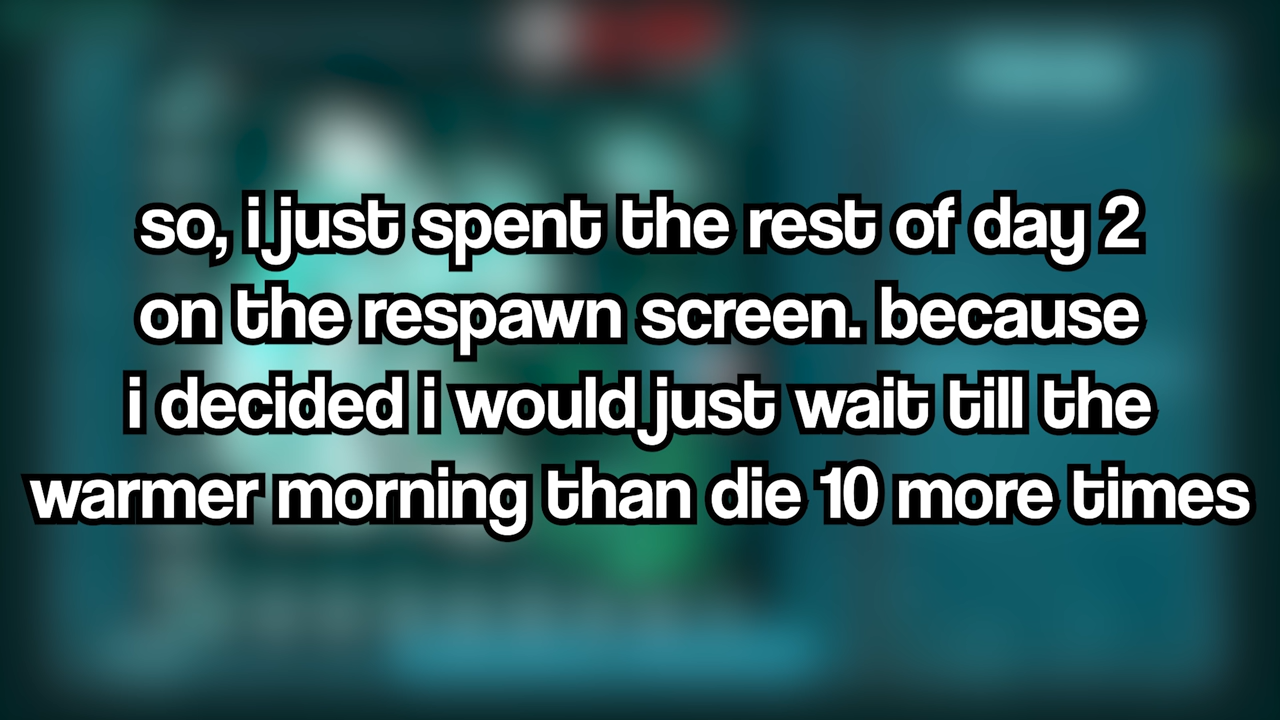 so, i just spent the rest of day 2
on the respawn screen. because
i decided i would just wait till the
warmer morning than die 10 more times